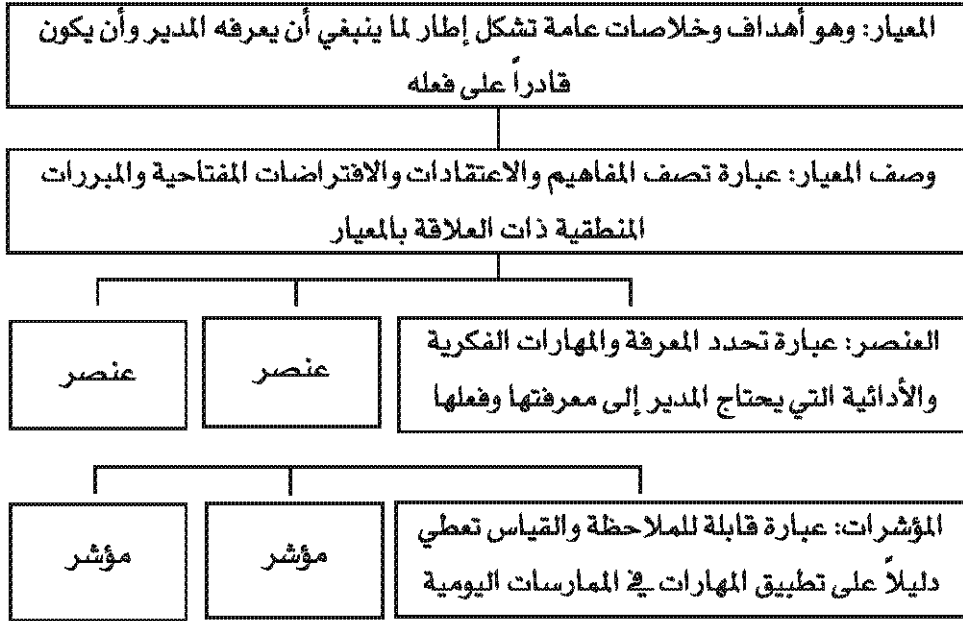 المعيار: وهو أهداف وخلاصات عامة تشكل إطار لما ينبغي أن يعرفه المدير وأن يكون
قادراً على فعله
وصف المعيار: عبارة تصف المفاهيم والاعتقادات والافتراضات المفتاحية والمبررات
المنطقية ذات العلاقة بالمعيار
العنصر: عبارة تحدد المعرفة والمهارات الفكرية
والأدائية التي يحتاج المدير إلى معرفتها وفعلها
عنصر
عنصر
المؤشرات: عبارة قابلة للملاحظة والقياس تعطي
دليلاً على تطبيق المهارات في الممارسات اليومية
مؤشر
مؤشر